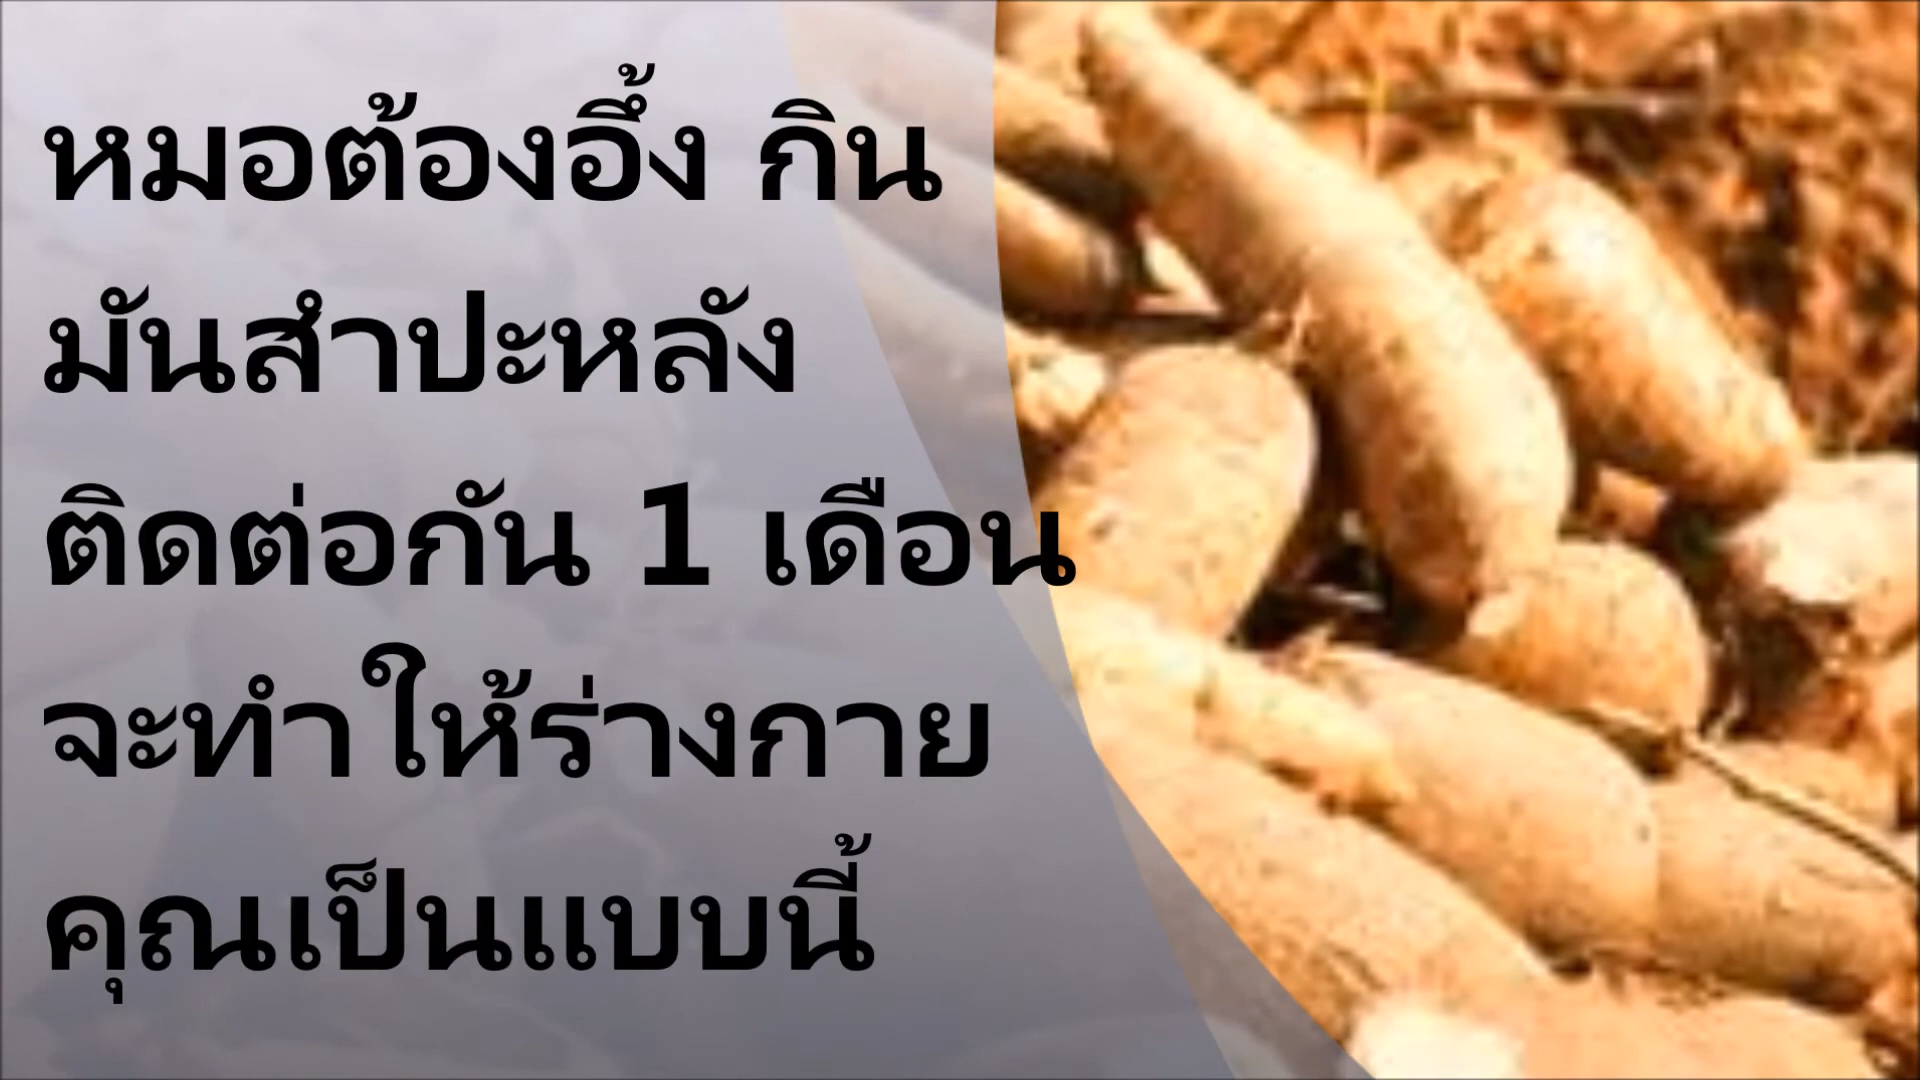 หมอต้องอึ้ง กิน
มันสำปะหลัง
ติดต่อกัน 1 เดือน
จะทำให้ร่างกาย
คุณเป็นแบบนี้